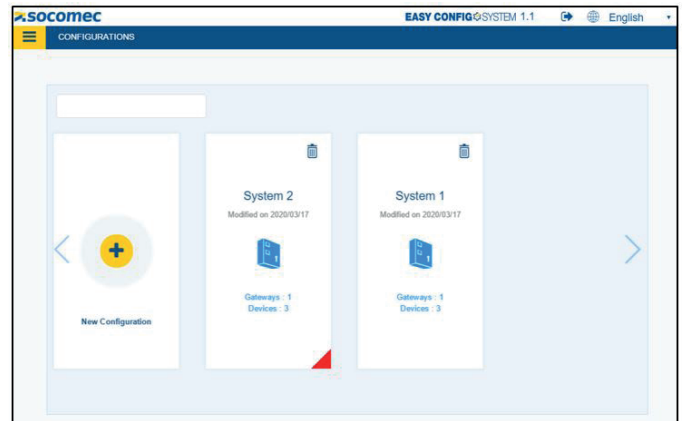 socomec
EASY CONFIG SYSTEM 1.1
English
CONFIGURATIONS
System 2
Modified on 2020/03/17
Gateways : 1
Devices : 3
System 1
Modified on 2020/03/17
Gateways : 1
Devices : 3
New Configuration